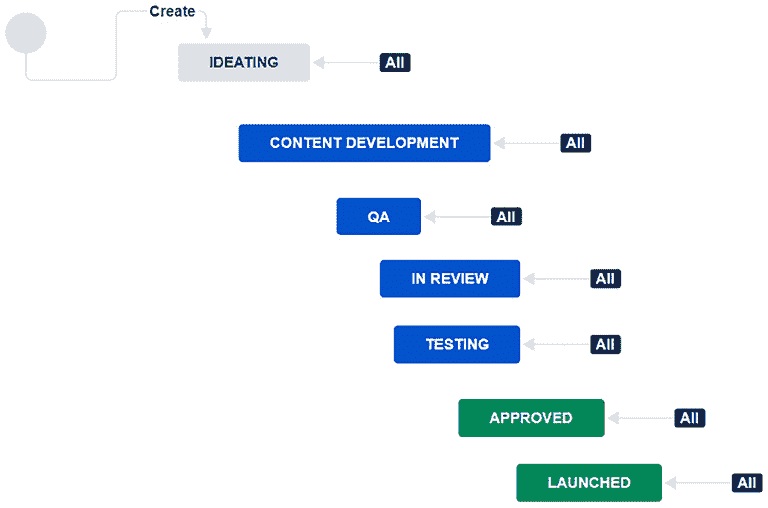 Create
IDEATING
All
CONTENT DEVELOPMENT
All
QA
All
IN REVIEW
All
TESTING
All
APPROVED
All
LAUNCHED
All